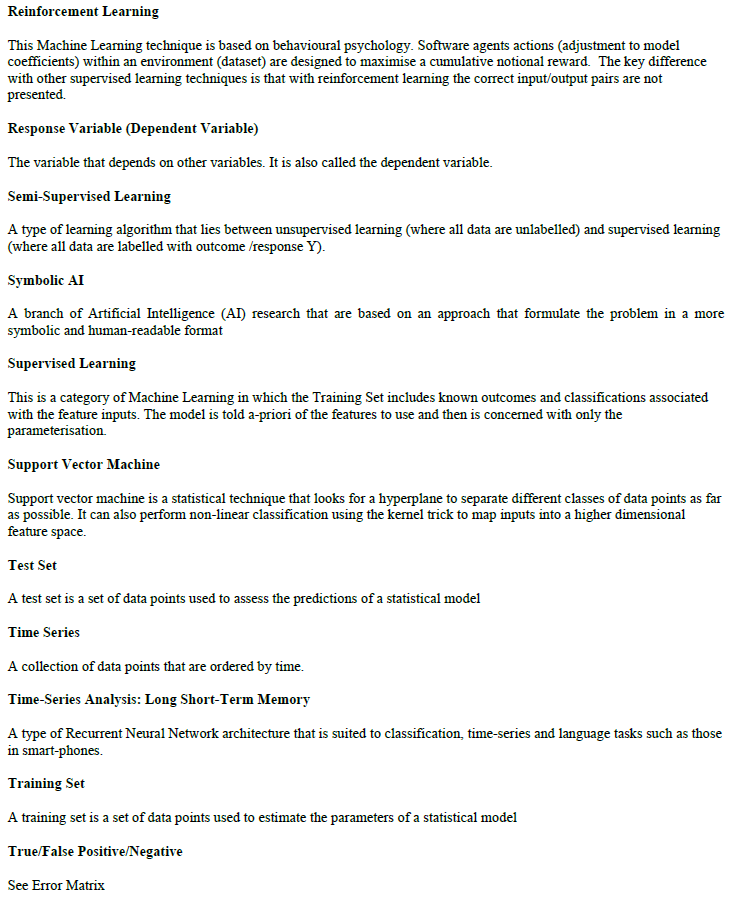 Reinforcement Learning
This Machine Learning technique is based on behavioural psychology. Software agents actions (adjustment to model
coefficients) within an environment (dataset) are designed to maximise a cumulative notional reward. The key difference
with other supervised learning techniques is that with reinforcement learning the correct input/output pairs are not
presented.
Response Variable (Dependent Variable)
The variable that depends on other variables. It is also called the dependent variable.
Semi-Supervised Learning
A type of learning algorithm that lies between unsupervised learning (where all data are unlabelled) and supervised learning
(where all data are labelled with outcome /response Y).
Symbolic AI
A branch of Artificial Intelligence (AI) research that are based on an approach that formulate the problem in a more
symbolic and human-readable format
Supervised Learning
This is a category of Machine Learning in which the Training Set includes known outcomes and classifications associated
with the feature inputs. The model is told a-priori of the features to use and then is concerned with only the
parameterisation.
Support Vector Machine
Support vector machine is a statistical technique that looks for a hyperplane to separate different classes of data points as far
as possible. It can also perform non-linear classification using the kernel trick to map inputs into a higher dimensional
feature space.
Test Set
A test set is a set of data points used to assess the predictions of a statistical model
Time Series
A collection of data points that are ordered by time.
Time-Series Analysis: Long Short-Term Memory
A type of Recurrent Neural Network architecture that is suited to classification, time-series and language tasks such as those
in smart-phones.
Training Set
A training set is a set of data points used to estimate the parameters of a statistical model
True/False Positive/Negative
See Error Matrix